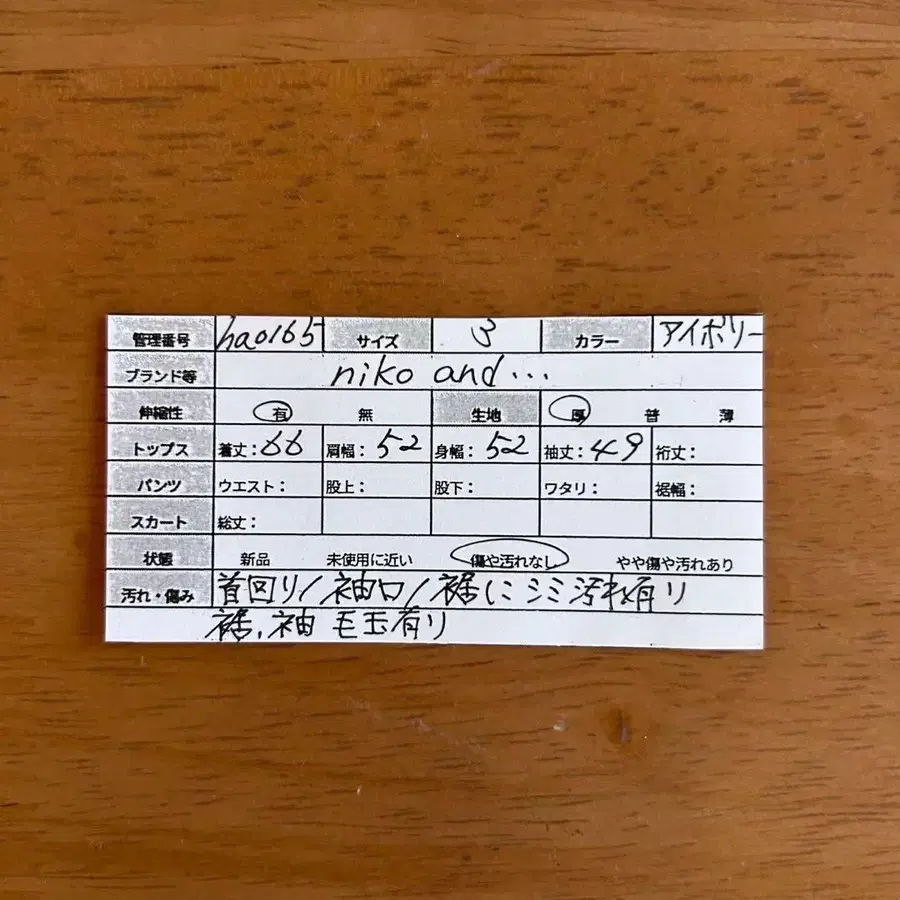 管理番号 hao165 サイズ 3 カラー アイボリー
ブランド等 niko and...
伸縮性 有 無 生地 厚 普 薄
トップス 着丈：66 肩幅：52 身幅：52 袖丈：49 裄丈：
パンツ ウエスト： 股上： 股下： ワタリ： 裾幅：
スカート 総丈：
状態 新品 未使用に近い 傷や汚れなし やや傷や汚れあり
汚れ・傷み 首回り/袖口/裾にシミ汚れ有り
裾、袖 毛玉有り